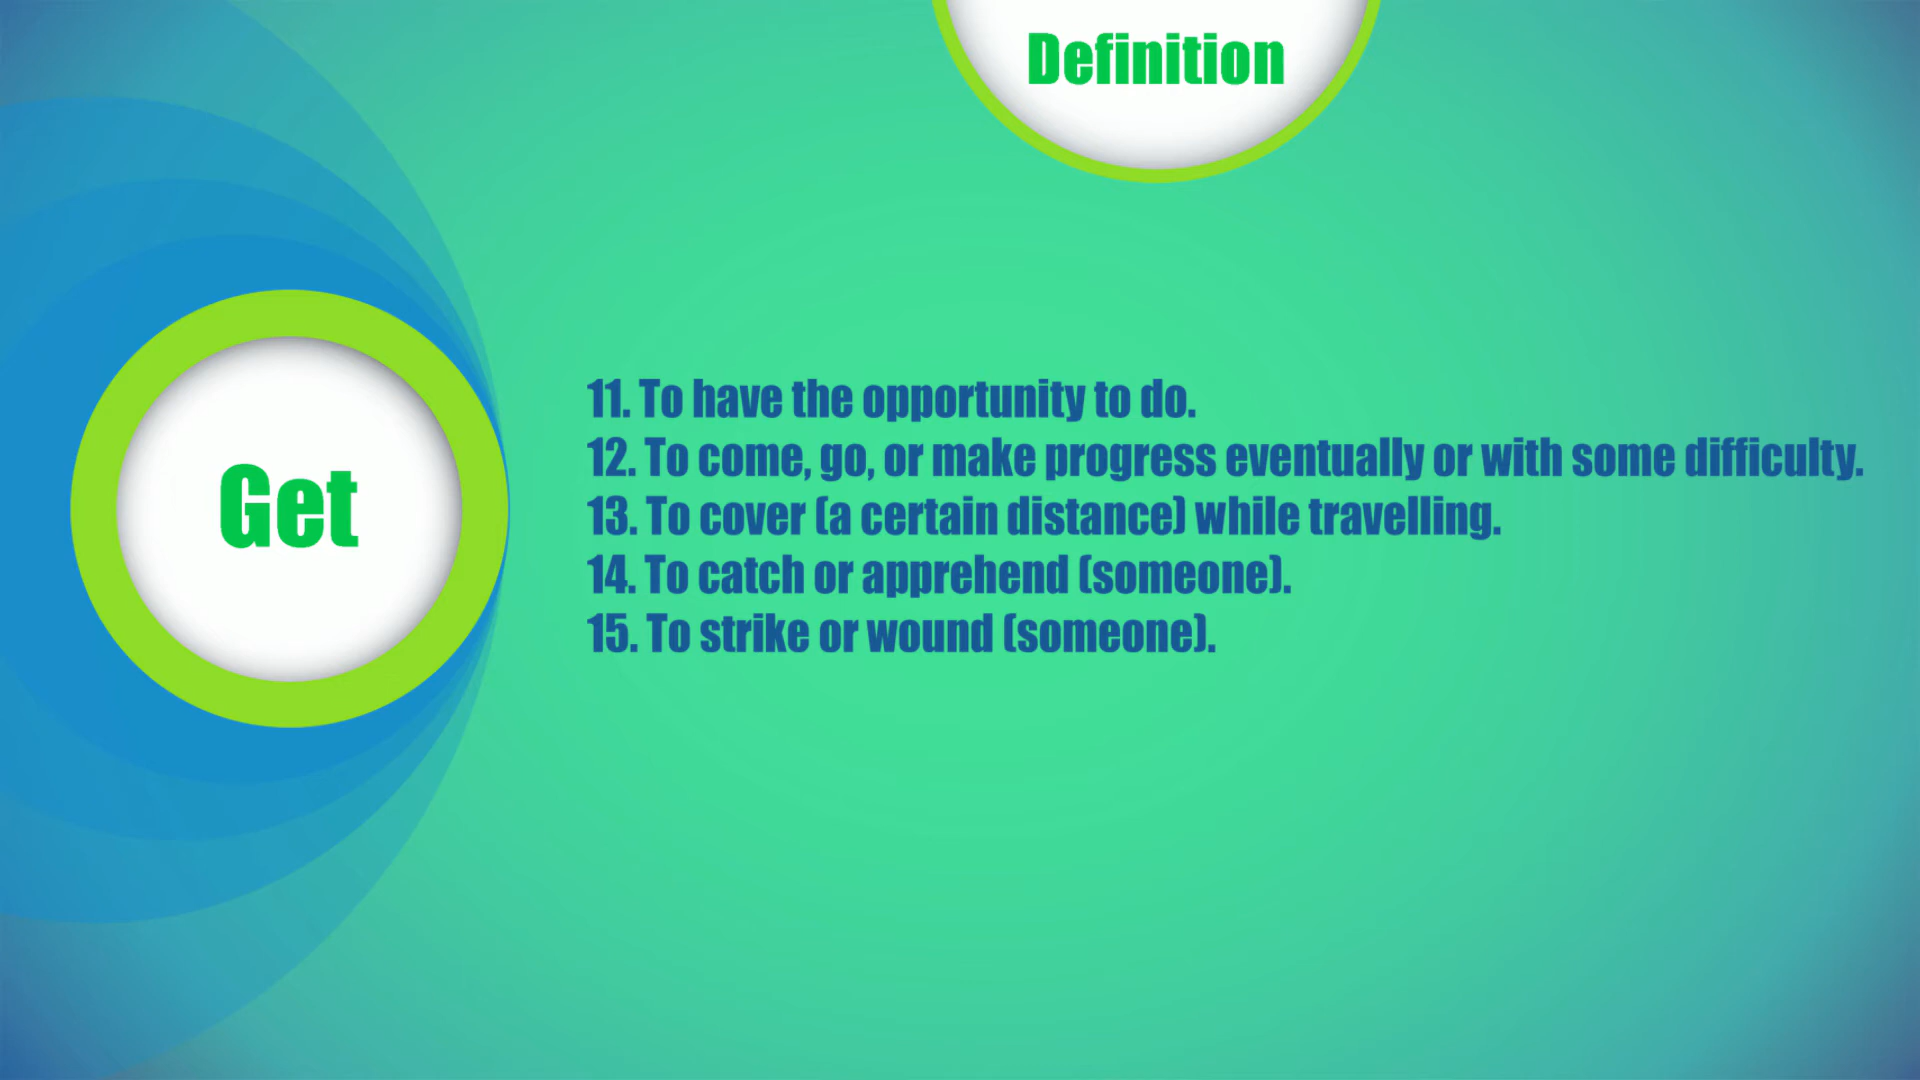 Definition
Get
11. To have the opportunity to do.
12. To come, go, or make progress eventually or with some difficulty.
13. To cover (a certain distance) while travelling.
14. To catch or apprehend (someone).
15. To strike or wound (someone).